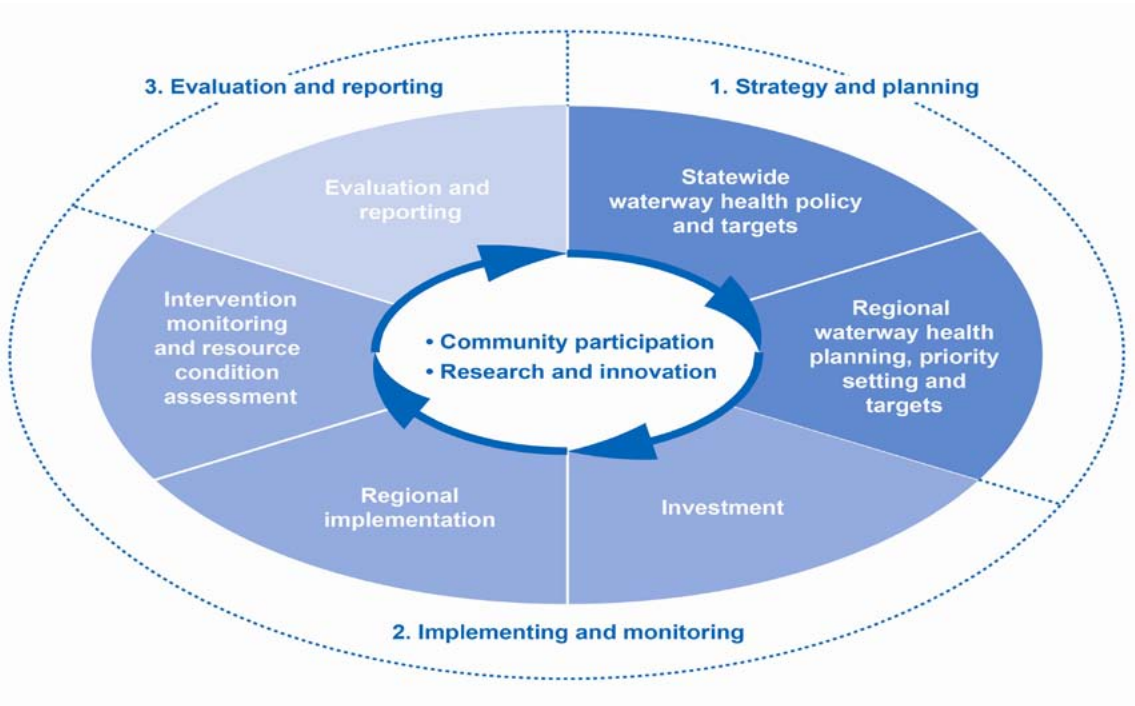 3. Evaluation and reporting
1. Strategy and planning
Evaluation and
reporting
Statewide
waterway health policy
and targets
Intervention
monitoring
and resource
condition
assessment
• Community participation
• Research and innovation
Regional
waterway health
planning, priority
setting and
targets
Regional
implementation
Investment
2. Implementing and monitoring